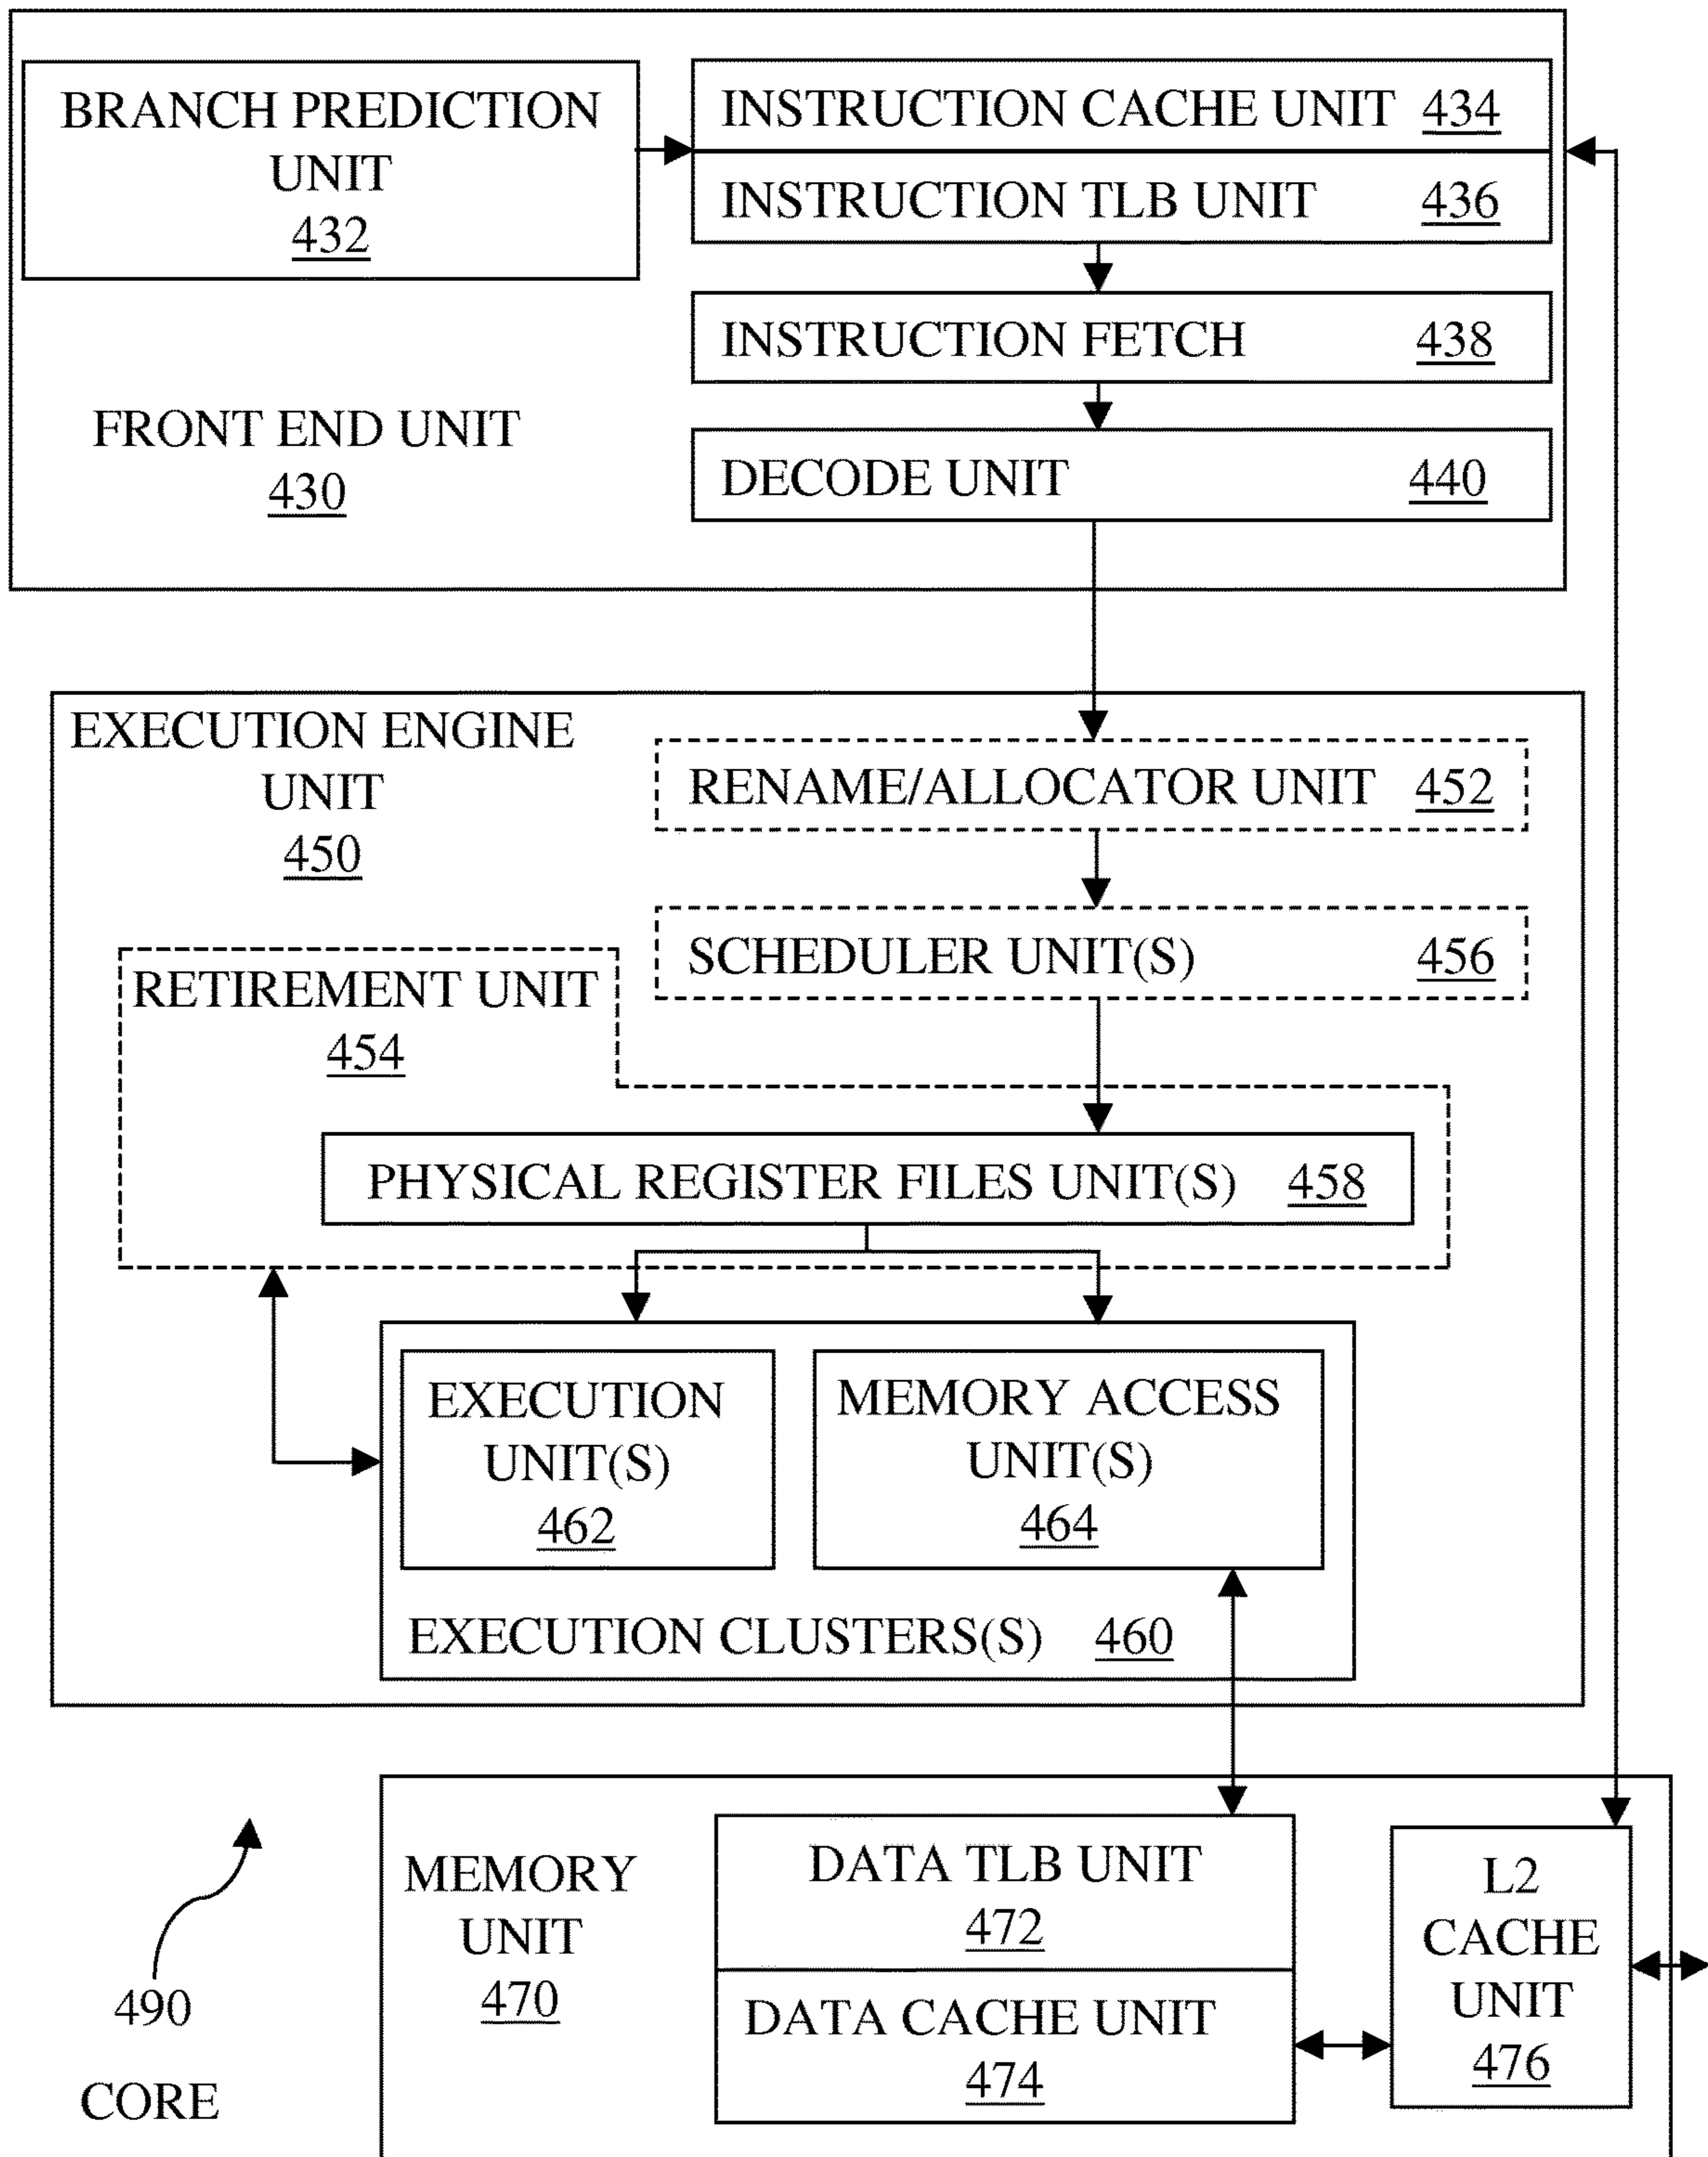 BRANCH PREDICTION
UNIT
432
INSTRUCTION CACHE UNIT 434
INSTRUCTION TLB UNIT 436
INSTRUCTION FETCH 438
FRONT END UNIT
430
DECODE UNIT 440
EXECUTION ENGINE
UNIT
450
RENAME/ALLOCATOR UNIT 452
SCHEDULER UNIT(S) 456
RETIREMENT UNIT
454
PHYSICAL REGISTER FILES UNIT(S) 458
EXECUTION
UNIT(S)
462
MEMORY ACCESS
UNIT(S)
464
EXECUTION CLUSTERS(S) 460
MEMORY
UNIT
470
DATA TLB UNIT
472
DATA CACHE UNIT
474
L2
CACHE
UNIT
476
490
CORE